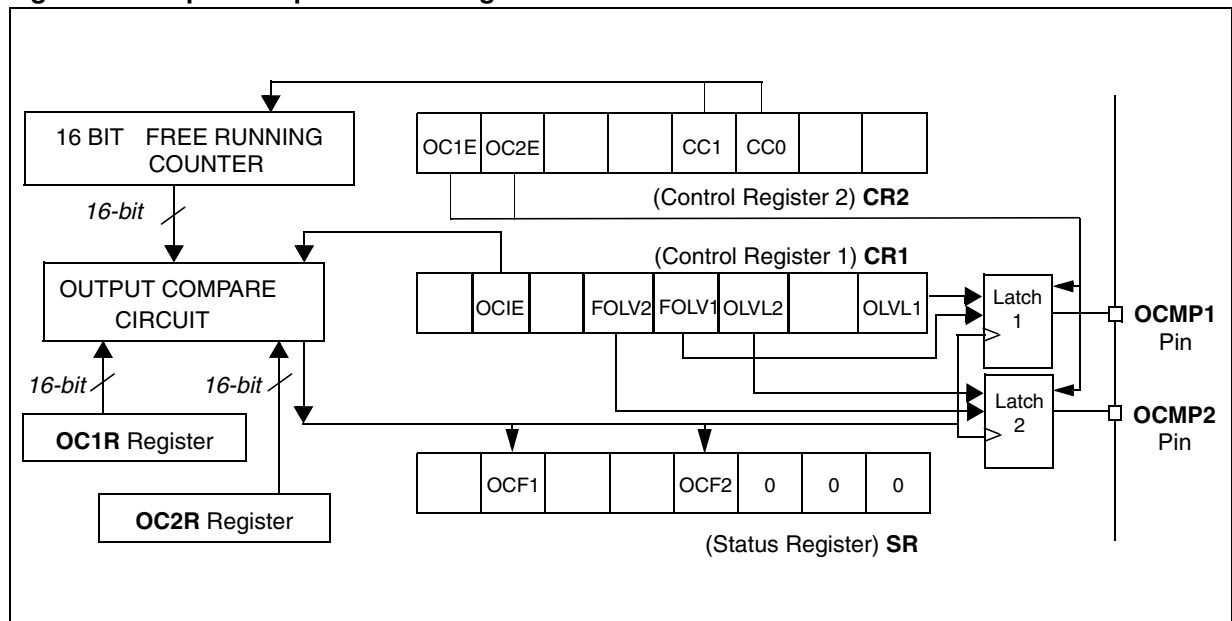 16 BIT FREE RUNNING
COUNTER
OC1E OC2E CC1 CC0
(Control Register 2) CR2
16-bit
(Control Register 1) CR1
OUTPUT COMPARE
CIRCUIT
OCIE FOLV2 FOLV1 OLVL2 OLVL1
Latch
1
OCMP1
Pin
16-bit
16-bit
Latch
2
OCMP2
Pin
OC1R Register
OCF1 OCF2 0 0 0
OC2R Register
(Status Register) SR